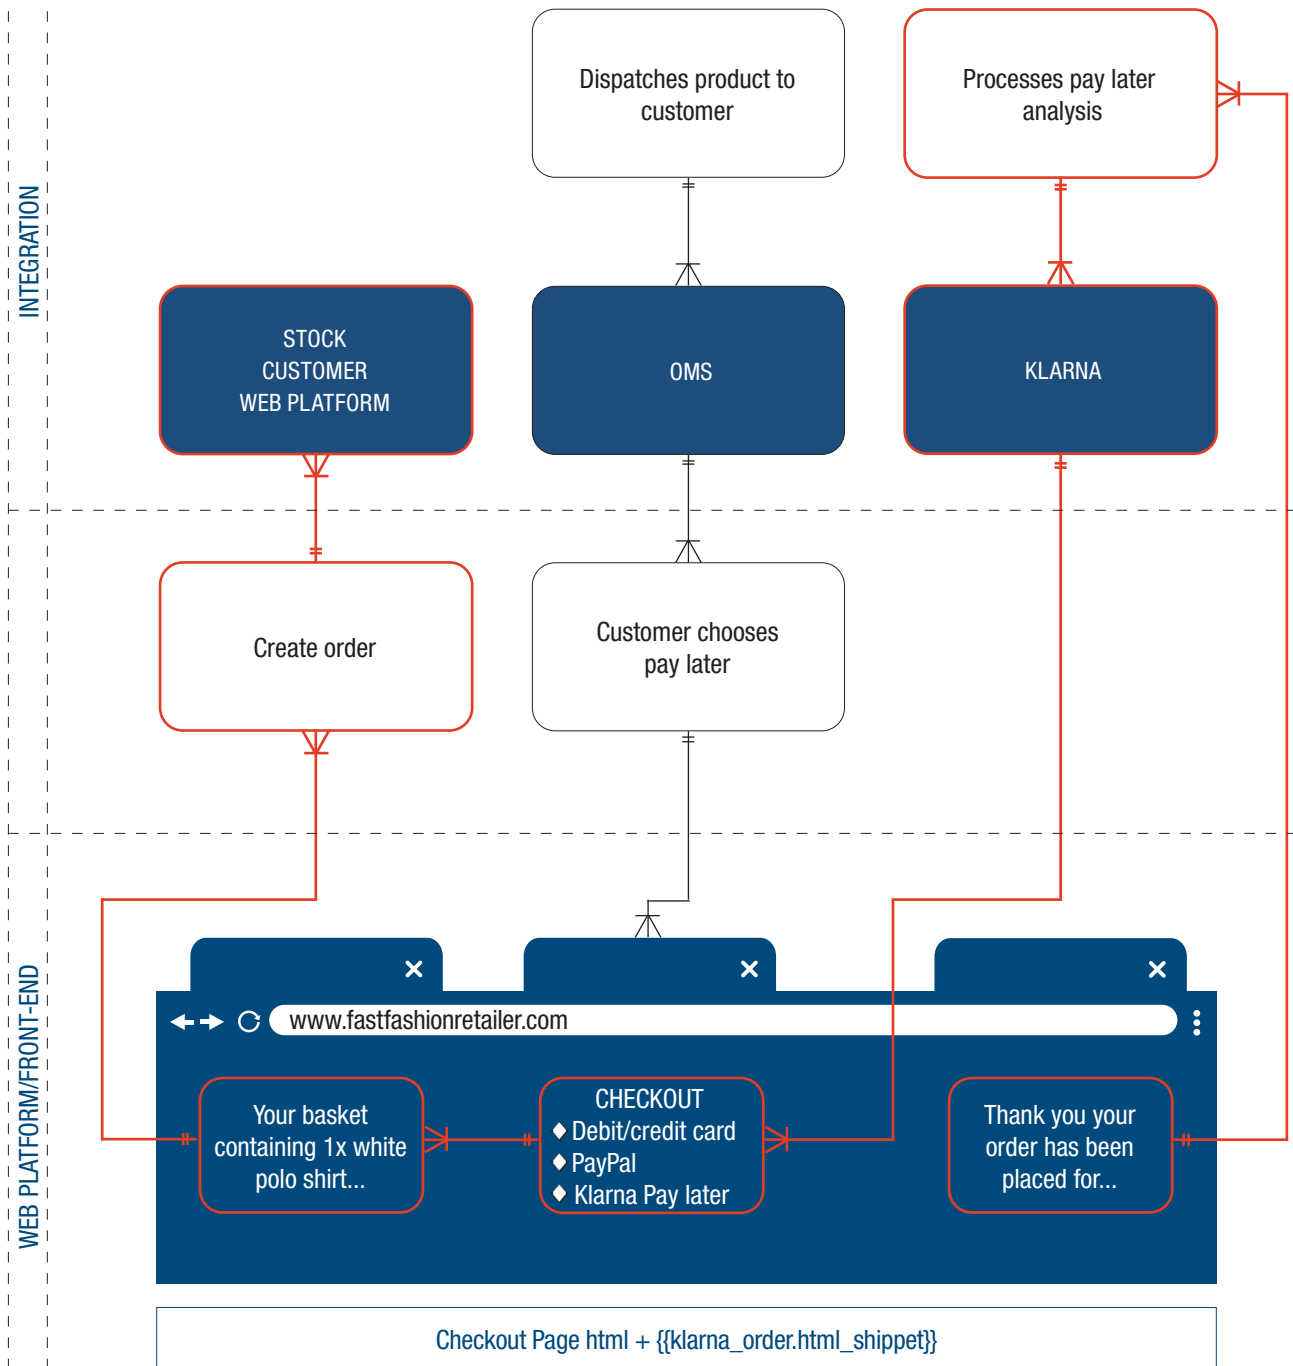 INTEGRATION
Dispatches product to
customer
Processes pay later
analysis
STOCK
CUSTOMER
WEB PLATFORM
OMS
KLARNA
Create order
Customer chooses
pay later
WEB PLATFORM/FRONT-END
www.fastfashionretailer.com
Your basket
containing 1x white
polo shirt...
CHECKOUT
Debit/credit card
PayPal
Klarna Pay later
Thank you your
order has been
placed for...
Checkout Page html + {{klarna_order.html_shippet}}